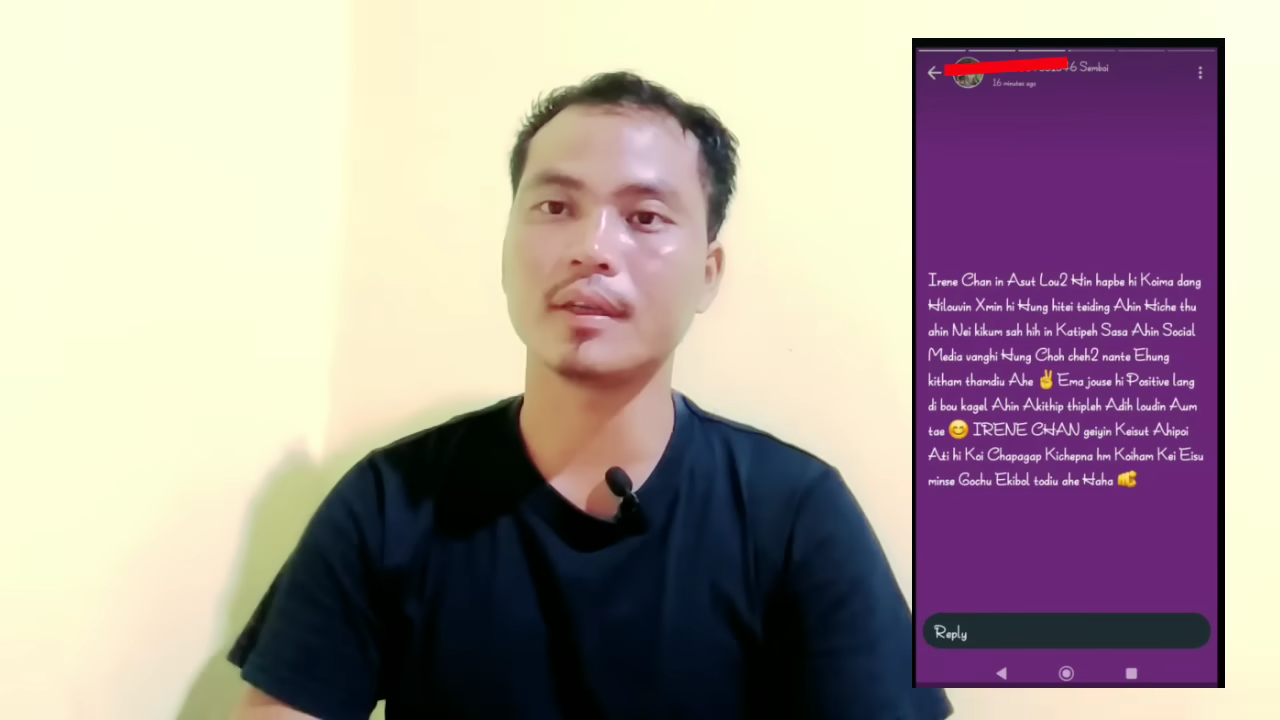 6 Semboi
16 minutes ago
Irene Chan in Asut Lou2 Hin hapbe hi Koima dang
Hilouvin Xmin hi Hung hitei teiding Ahin Hiche thu
ahin Nei kikum sah hih in Katipeh Sasa Ahin Social
Media vanghi Hung Choh cheh2 nante Ehung
kitham thamdiu Ahe ✌ Ema jouse hi Positive lang
di bou kagel Ahin Akithip thipleh Adih loudin Aum
tae 😊 IRENE CHAN geiyin Keisut Ahipoi
Ati hi Koi Chapagap Kichepna hm Koiham Kei Eisu
minse Gochu Ekibol todiu ahe Haha 👊
Reply